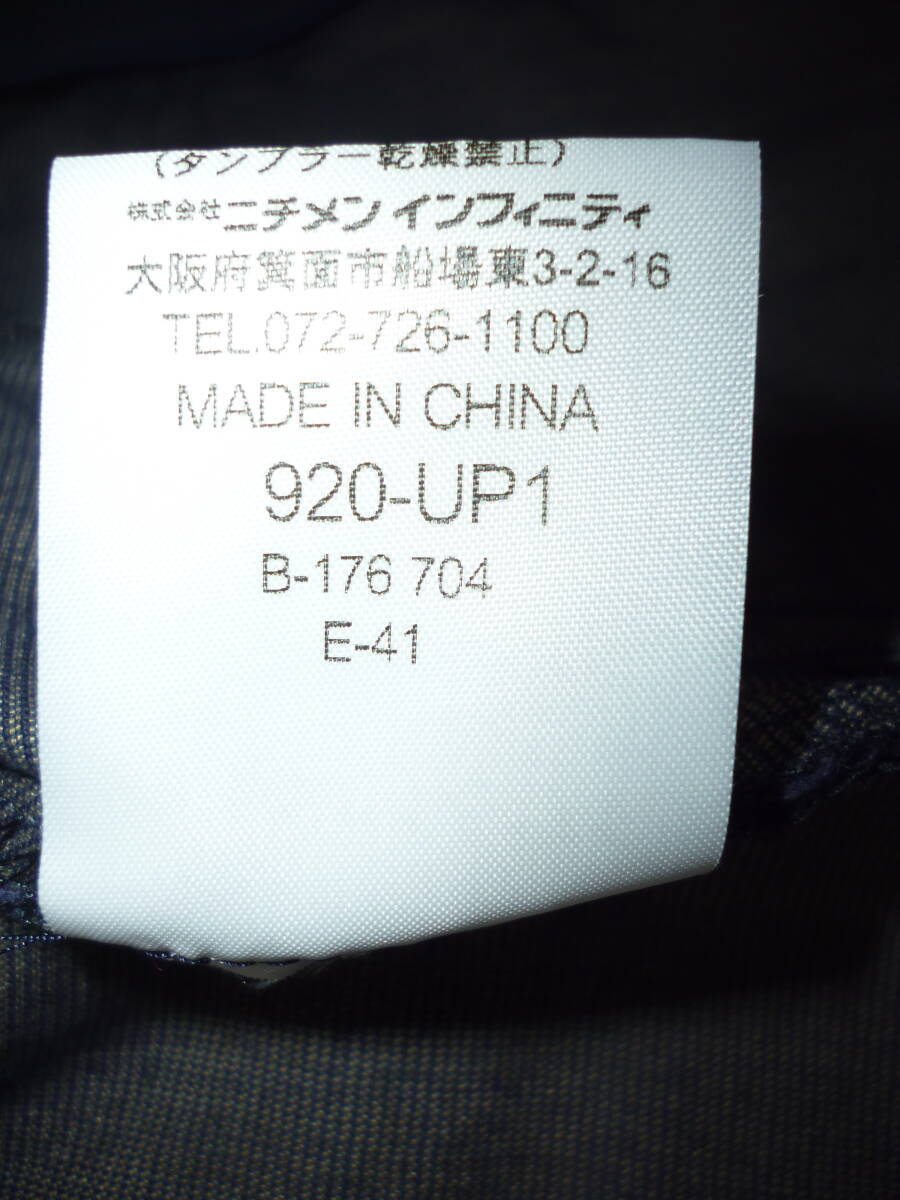 (タンブラー乾燥禁止)
株式会社ニチメン インフィニティ
大阪府箕面市船場東3-2-16
TEL.072-726-1100
MADE IN CHINA
920-UP1
B-176 704
E-41